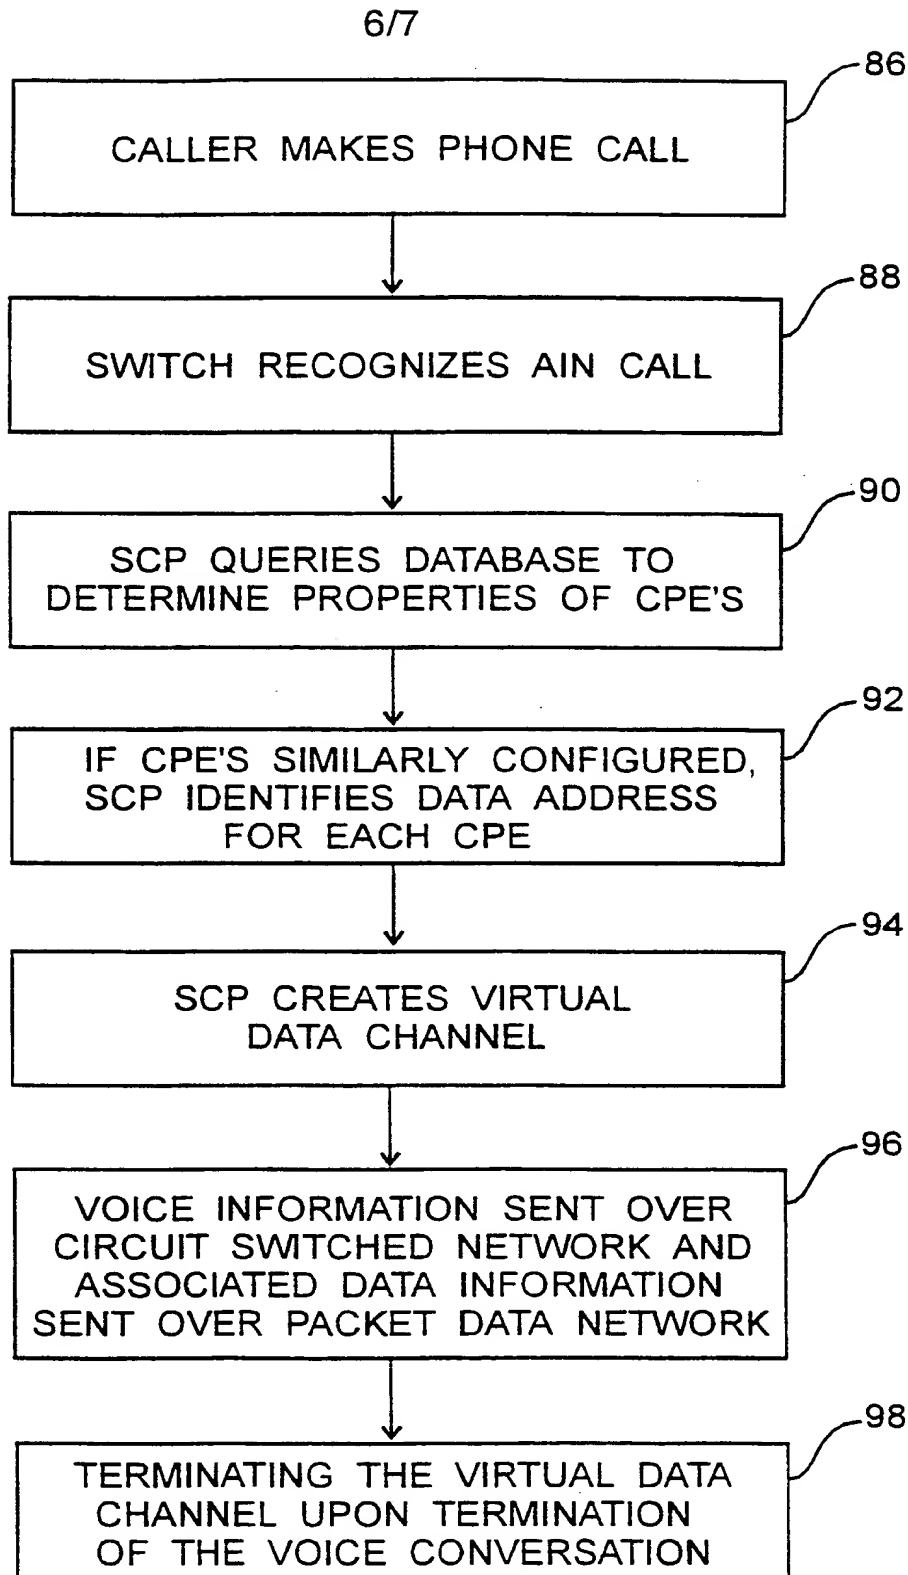 6/7
86
CALLER MAKES PHONE CALL
88
SWITCH RECOGNIZES AIN CALL
90
SCP QUERIES DATABASE TO
DETERMINE PROPERTIES OF CPE'S
92
IF CPE'S SIMILARLY CONFIGURED,
SCP IDENTIFIES DATA ADDRESS
FOR EACH CPE
94
SCP CREATES VIRTUAL
DATA CHANNEL
96
VOICE INFORMATION SENT OVER
CIRCUIT SWITCHED NETWORK AND
ASSOCIATED DATA INFORMATION
SENT OVER PACKET DATA NETWORK
98
TERMINATING THE VIRTUAL DATA
CHANNEL UPON TERMINATION
OF THE VOICE CONVERSATION